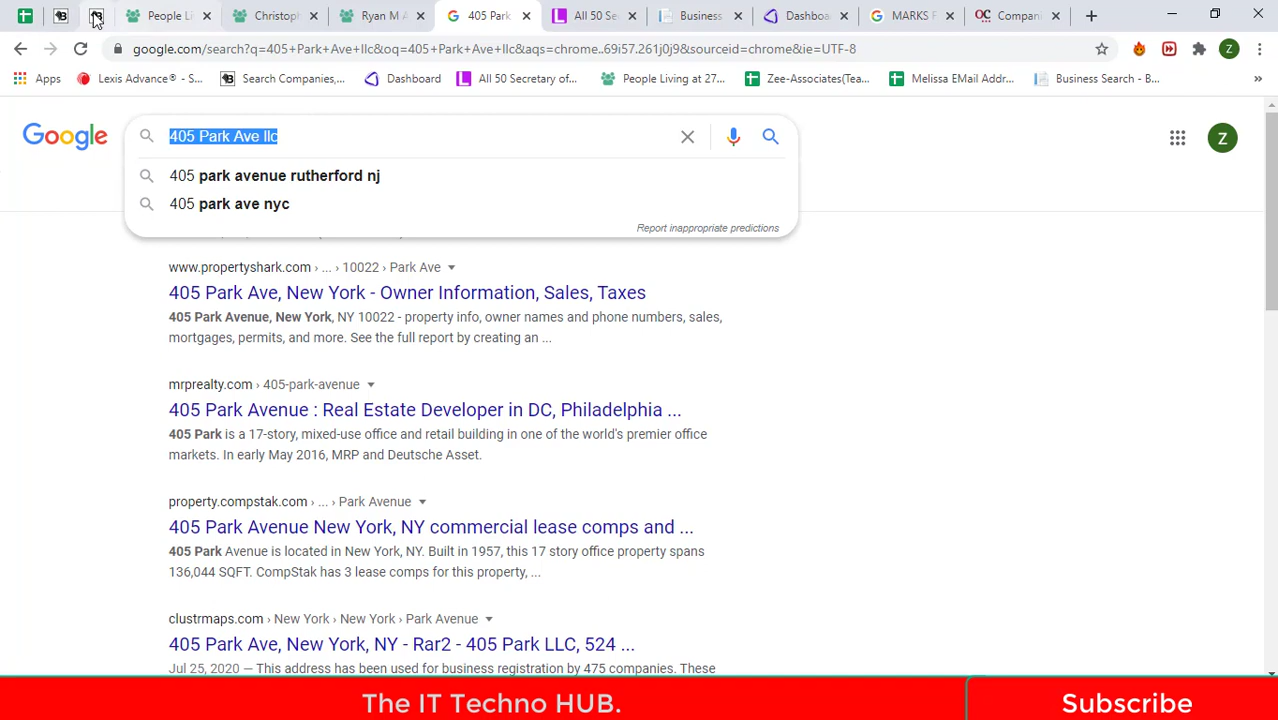 People Li
Christoph
Ryan M A
405 Park
All 50 Se
Business
Dashboa
MARKS F
Compan
google.com/search?q=405+Park+Ave+llc&oq=405+Park+Ave+llc&aqs=chrome..69i57.261j0j9&sourceid=chrome&ie=UTF-8
Z
Apps
Lexis Advance® - S...
Search Companies,...
Dashboard
All 50 Secretary of...
People Living at 27...
Zee-Associates(Tea...
Melissa EMail Addr...
Business Search - B...
»
Google
405 Park Ave llc
Z
405 park avenue rutherford nj
405 park ave nyc
Report inappropriate predictions
www.propertyshark.com › ... › 10022 › Park Ave
405 Park Ave, New York - Owner Information, Sales, Taxes
405 Park Avenue, New York, NY 10022 - property info, owner names and phone numbers, sales,
mortgages, permits, and more. See the full report by creating an ...
mrprealty.com › 405-park-avenue
405 Park Avenue : Real Estate Developer in DC, Philadelphia ...
405 Park is a 17-story, mixed-use office and retail building in one of the world's premier office
markets. In early May 2016, MRP and Deutsche Asset.
property.compstak.com › ... › Park Avenue
405 Park Avenue New York, NY commercial lease comps and ...
405 Park Avenue is located in New York, NY. Built in 1957, this 17 story office property spans
136,044 SQFT. CompStak has 3 lease comps for this property, ...
clustrmaps.com › New York › New York › Park Avenue
405 Park Ave, New York, NY - Rar2 - 405 Park LLC, 524 ...
Jul 25, 2020 — This address has been used for business registration by 475 companies. These
The IT Techno HUB.
Subscribe